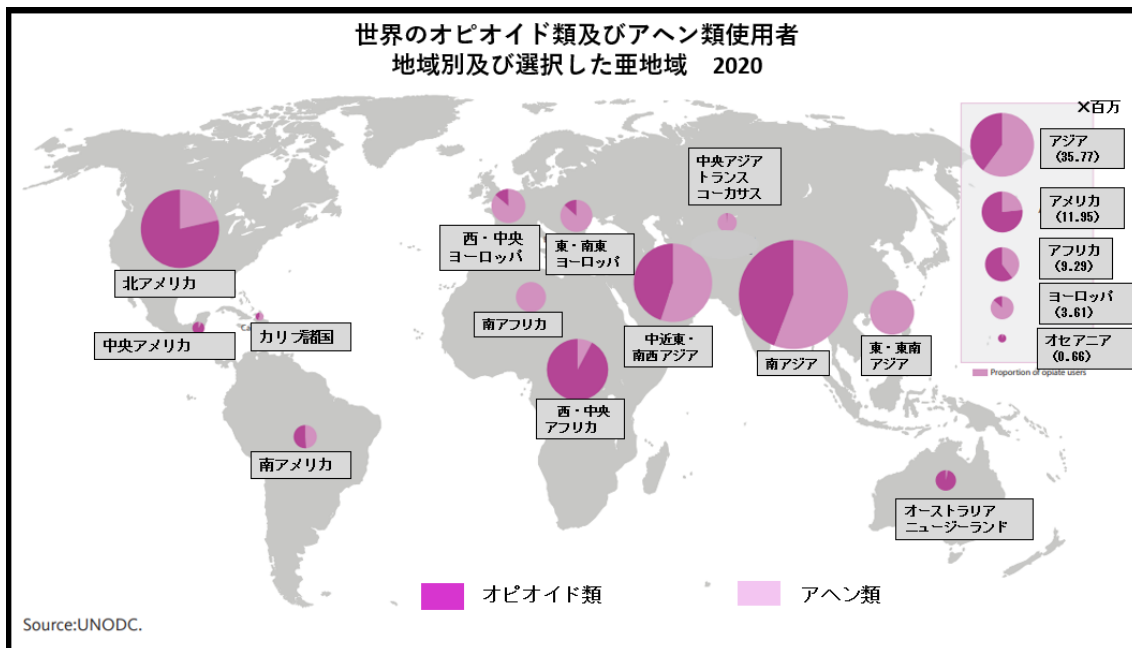 世界のオピオイド類及びアヘン類使用者
地域別及び選択した亜地域　2020
×百万
アジア
(35.77)
アメリカ
(11.95)
アフリカ
(9.29)
ヨーロッパ
(3.61)
オセアニア
(0.66)
Proportion of opiate users
中央アジア
トランス
コーカサス
西・中央
ヨーロッパ
東・南東
ヨーロッパ
北アメリカ
中央アメリカ
Ca
カリブ諸国
南アフリカ
中近東・
南西アジア
南アジア
東・東南
アジア
西・中央
アフリカ
南アメリカ
オーストラリア
ニュージーランド
オピオイド類
アヘン類
Source:UNODC.